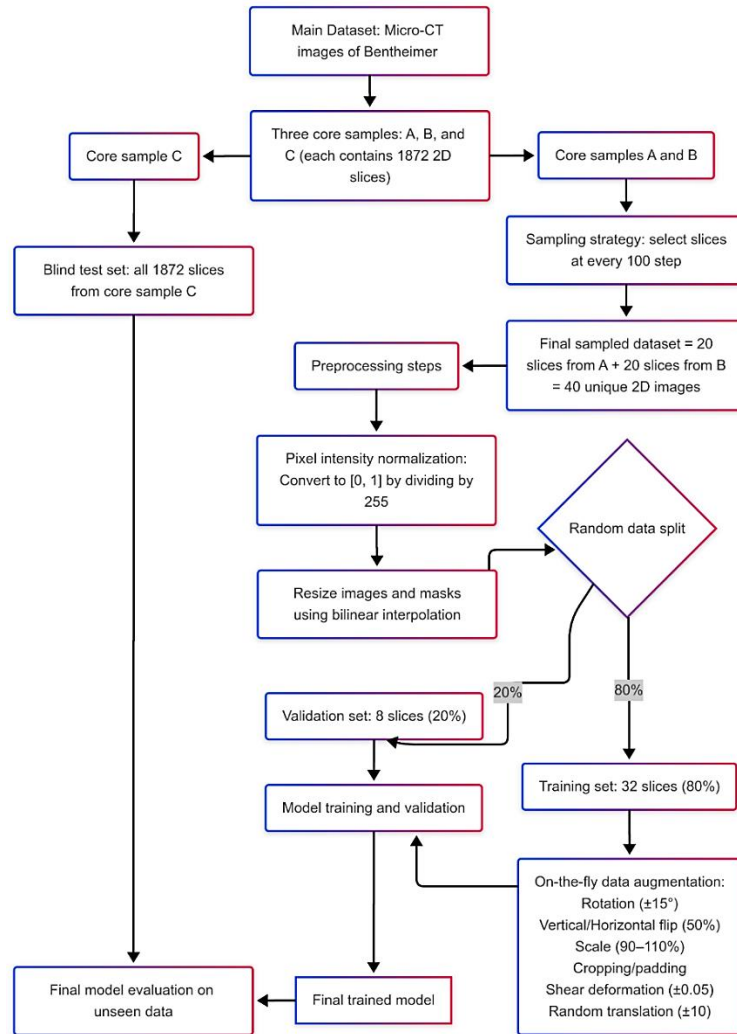 Main Dataset: Micro-CT
images of Bentheimer
Three core samples: A, B, and
C (each contains 1872 2D
slices)
Core sample C
Core samples A and B
Blind test set: all 1872 slices
from core sample C
Sampling strategy: select slices
at every 100 step
Final sampled dataset = 20
slices from A + 20 slices from B
= 40 unique 2D images
Preprocessing steps
Pixel intensity normalization:
Convert to [0, 1] by dividing by
255
Random data split
Resize images and masks
using bilinear interpolation
20%
80%
Validation set: 8 slices (20%)
Training set: 32 slices (80%)
Model training and validation
On-the-fly data augmentation:
Rotation (±15°)
Vertical/Horizontal flip (50%)
Scale (90–110%)
Cropping/padding
Shear deformation (±0.05)
Random translation (±10)
Final trained model
Final model evaluation on
unseen data